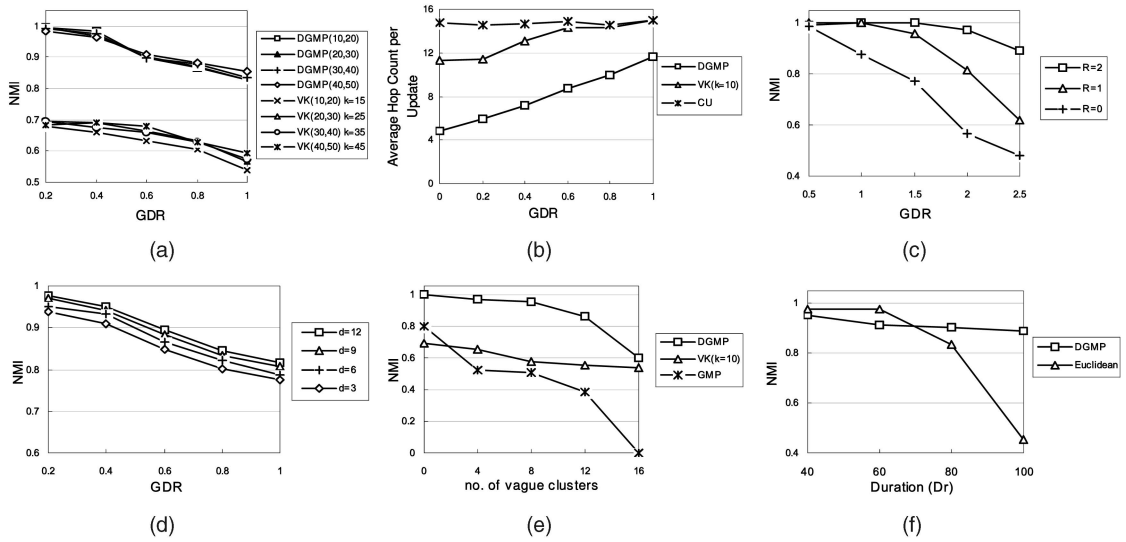 NMI
1
0.9
0.8
0.7
0.6
0.5
0.2
0.4
0.6
0.8
1
GDR
DGMP(10,20)
DGMP(20,30)
DGMP(30,40)
DGMP(40,50)
VK(10,20) k=15
VK(20,30) k=25
VK(30,40) k=35
VK(40,50) k=45
(a)
Average Hop Count per
Update
16
12
8
4
0
0
0.2
0.4
0.6
0.8
1
GDR
DGMP
VK(k=10)
CU
(b)
NMI
1
0.8
0.6
0.4
0.5
1
1.5
2
2.5
GDR
R=2
R=1
R=0
(c)
NMI
1
0.9
0.8
0.7
0.6
0.2
0.4
0.6
0.8
1
GDR
d=12
d=9
d=6
d=3
(d)
NMI
1
0.8
0.6
0.4
0.2
0
0
4
8
12
16
no. of vague clusters
DGMP
VK(k=10)
GMP
(e)
NMI
1
0.8
0.6
0.4
40
60
80
100
Duration (Dr)
DGMP
Euclidean
(f)